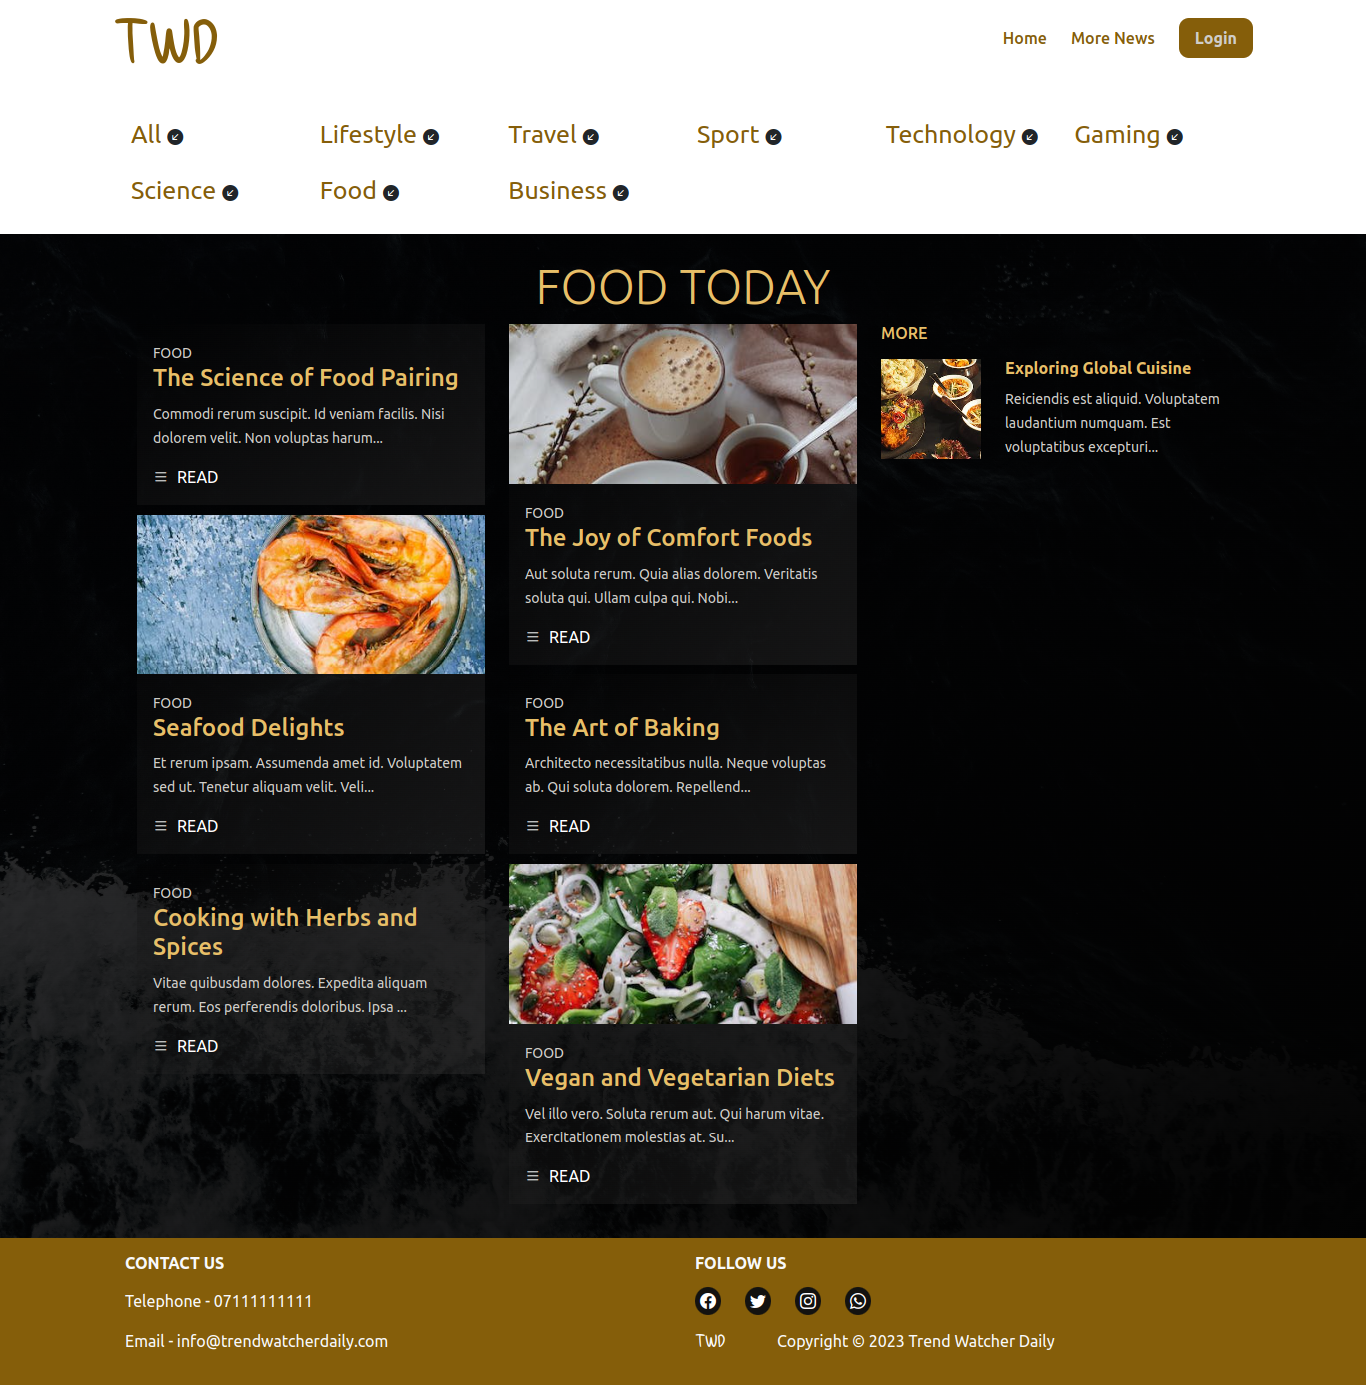 TWD
Home More News Login
All Lifestyle Travel Sport Technology Gaming
Science Food Business
FOOD TODAY
FOOD
The Science of Food Pairing
Commodi rerum suscipit. Id veniam facilis. Nisi
dolorem velit. Non voluptas harum...
READ
FOOD
Seafood Delights
Et rerum ipsam. Assumenda amet id. Voluptatem
sed ut. Tenetur aliquam velit. Veli...
READ
FOOD
Cooking with Herbs and
Spices
Vitae quibusdam dolores. Expedita aliquam
rerum. Eos perferendis doloribus. Ipsa ...
READ
FOOD
The Joy of Comfort Foods
Aut soluta rerum. Quia alias dolorem. Veritatis
soluta qui. Ullam culpa qui. Nobi...
READ
FOOD
The Art of Baking
Architecto necessitatibus nulla. Neque voluptas
ab. Qui soluta dolorem. Repellend...
READ
FOOD
Vegan and Vegetarian Diets
Vel illo vero. Soluta rerum aut. Qui harum vitae.
Exercitationem molestias at. Su...
READ
MORE
Exploring Global Cuisine
Reiciendis est aliquid. Voluptatem
laudantium numquam. Est
voluptatibus excepturi...
CONTACT US
Telephone - 07111111111
Email - info@trendwatcherdaily.com
FOLLOW US
TWD Copyright © 2023 Trend Watcher Daily